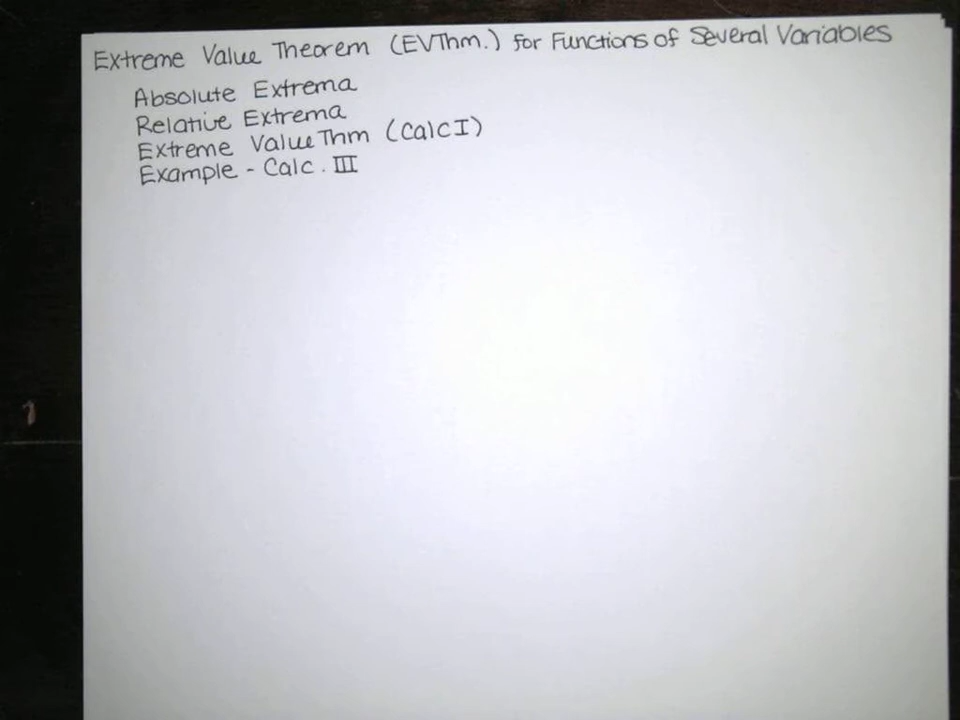 Extreme Value Theorem (EVThm.) for Functions of Several Variables
Absolute Extrema
Relative Extrema
Extreme Value Thm (Calc I)
Example - Calc. III